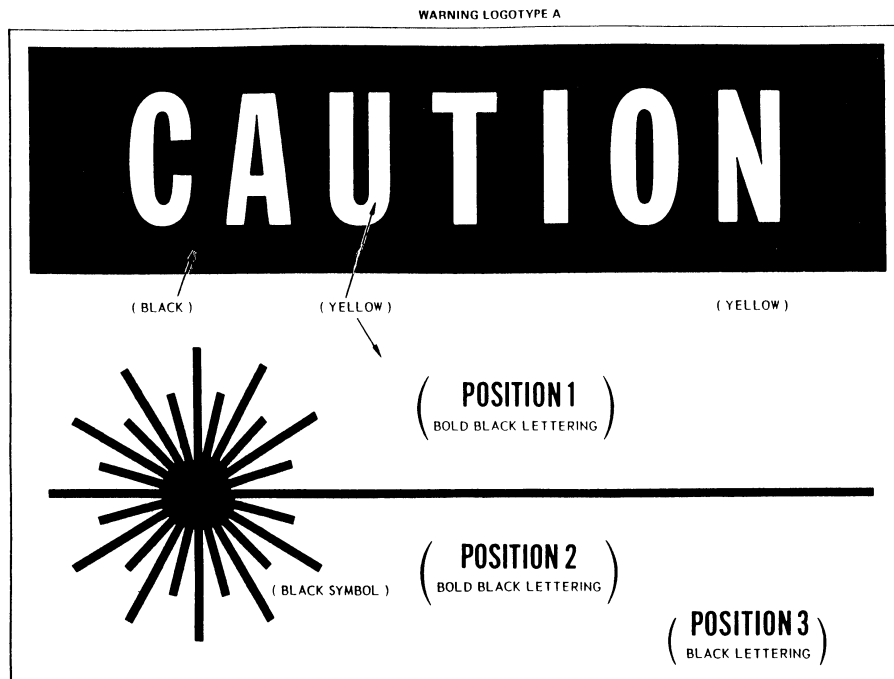 WARNING LOGOTYPE A
CAUTION
( BLACK )
( YELLOW )
( YELLOW )
POSITION 1
BOLD BLACK LETTERING
POSITION 2
BOLD BLACK LETTERING
( BLACK SYMBOL )
POSITION 3
BLACK LETTERING